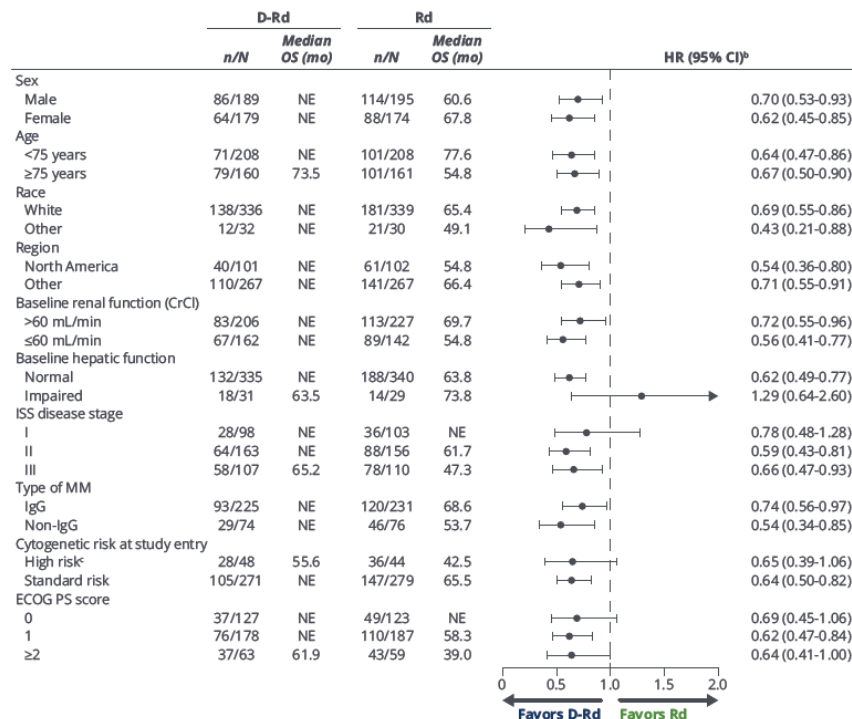 D-Rd Rd
n/N Median OS (mo) n/N Median OS (mo) HR (95% CI)ᵇ
Sex
Male 86/189 NE 114/195 60.6 0.70 (0.53-0.93)
Female 64/179 NE 88/174 67.8 0.62 (0.45-0.85)
Age
<75 years 71/208 NE 101/208 77.6 0.64 (0.47-0.86)
≥75 years 79/160 73.5 101/161 54.8 0.67 (0.50-0.90)
Race
White 138/336 NE 181/339 65.4 0.69 (0.55-0.86)
Other 12/32 NE 21/30 49.1 0.43 (0.21-0.88)
Region
North America 40/101 NE 61/102 54.8 0.54 (0.36-0.80)
Other 110/267 NE 141/267 66.4 0.71 (0.55-0.91)
Baseline renal function (CrCl)
>60 mL/min 83/206 NE 113/227 69.7 0.72 (0.55-0.96)
≤60 mL/min 67/162 NE 89/142 54.8 0.56 (0.41-0.77)
Baseline hepatic function
Normal 132/335 NE 188/340 63.8 0.62 (0.49-0.77)
Impaired 18/31 63.5 14/29 73.8 1.29 (0.64-2.60)
ISS disease stage
I 28/98 NE 36/103 NE 0.78 (0.48-1.28)
II 64/163 NE 88/156 61.7 0.59 (0.43-0.81)
III 58/107 65.2 78/110 47.3 0.66 (0.47-0.93)
Type of MM
IgG 93/225 NE 120/231 68.6 0.74 (0.56-0.97)
Non-IgG 29/74 NE 46/76 53.7 0.54 (0.34-0.85)
Cytogenetic risk at study entry
High riskᶜ 28/48 55.6 36/44 42.5 0.65 (0.39-1.06)
Standard risk 105/271 NE 147/279 65.5 0.64 (0.50-0.82)
ECOG PS score
0 37/127 NE 49/123 NE 0.69 (0.45-1.06)
1 76/178 NE 110/187 58.3 0.62 (0.47-0.84)
≥2 37/63 61.9 43/59 39.0 0.64 (0.41-1.00)
0 0.5 1.0 1.5 2.0
Favors D-Rd Favors Rd